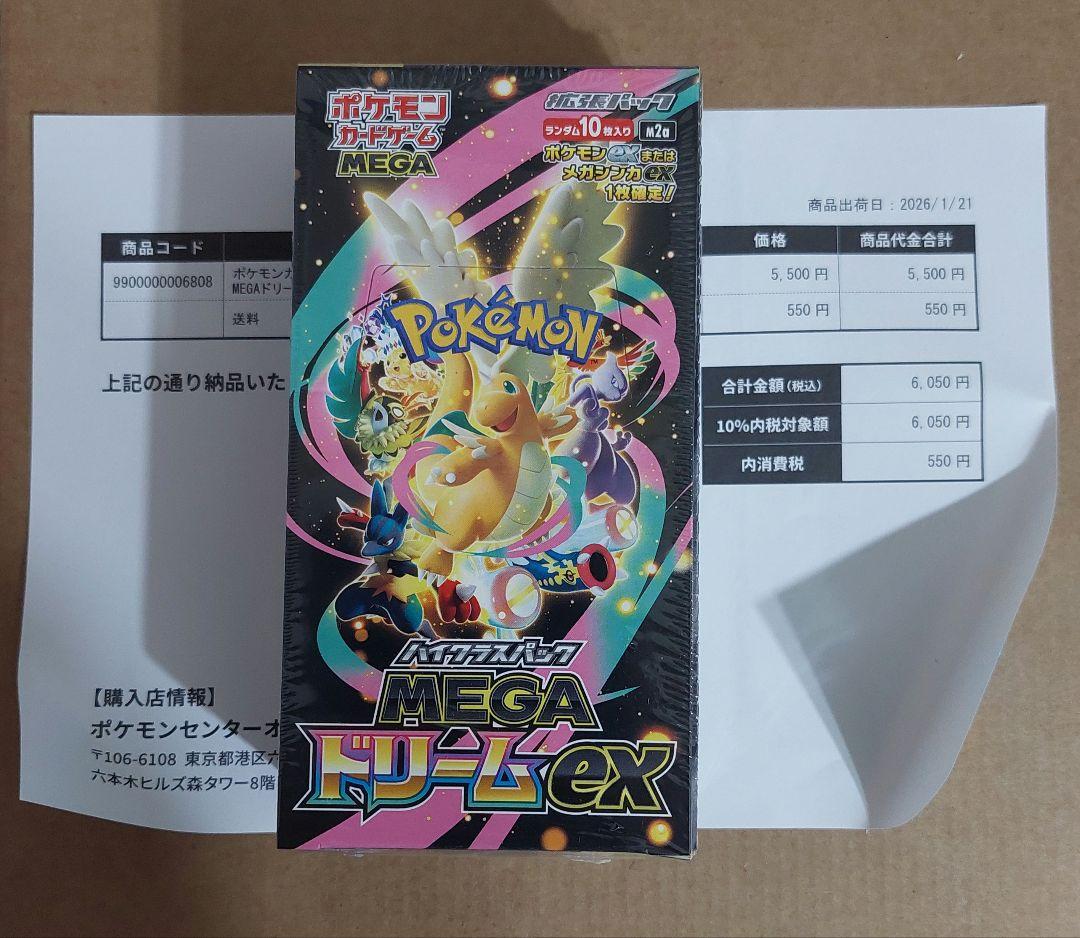 ポケモン
カードゲーム
MEGA
拡張パック
ランダム10枚入り M2a
ポケモンexまたは
メガシンカex
1枚確定!
POKéMON
TM
ハイクラスパック
MEGA
ドリームex
商品出荷日:2026/1/21
商品コード 価格 商品代金合計
9900000006808 ポケモンカ 5,500 円 5,500 円
MEGAドリー
送料 550 円 550 円
上記の通り納品いた
合計金額(税込) 6,050 円
10%内税対象額 6,050 円
内消費税 550 円
【購入店情報】
ポケモンセンターオ
〒106-6108 東京都港区六
六本木ヒルズ森タワー8階